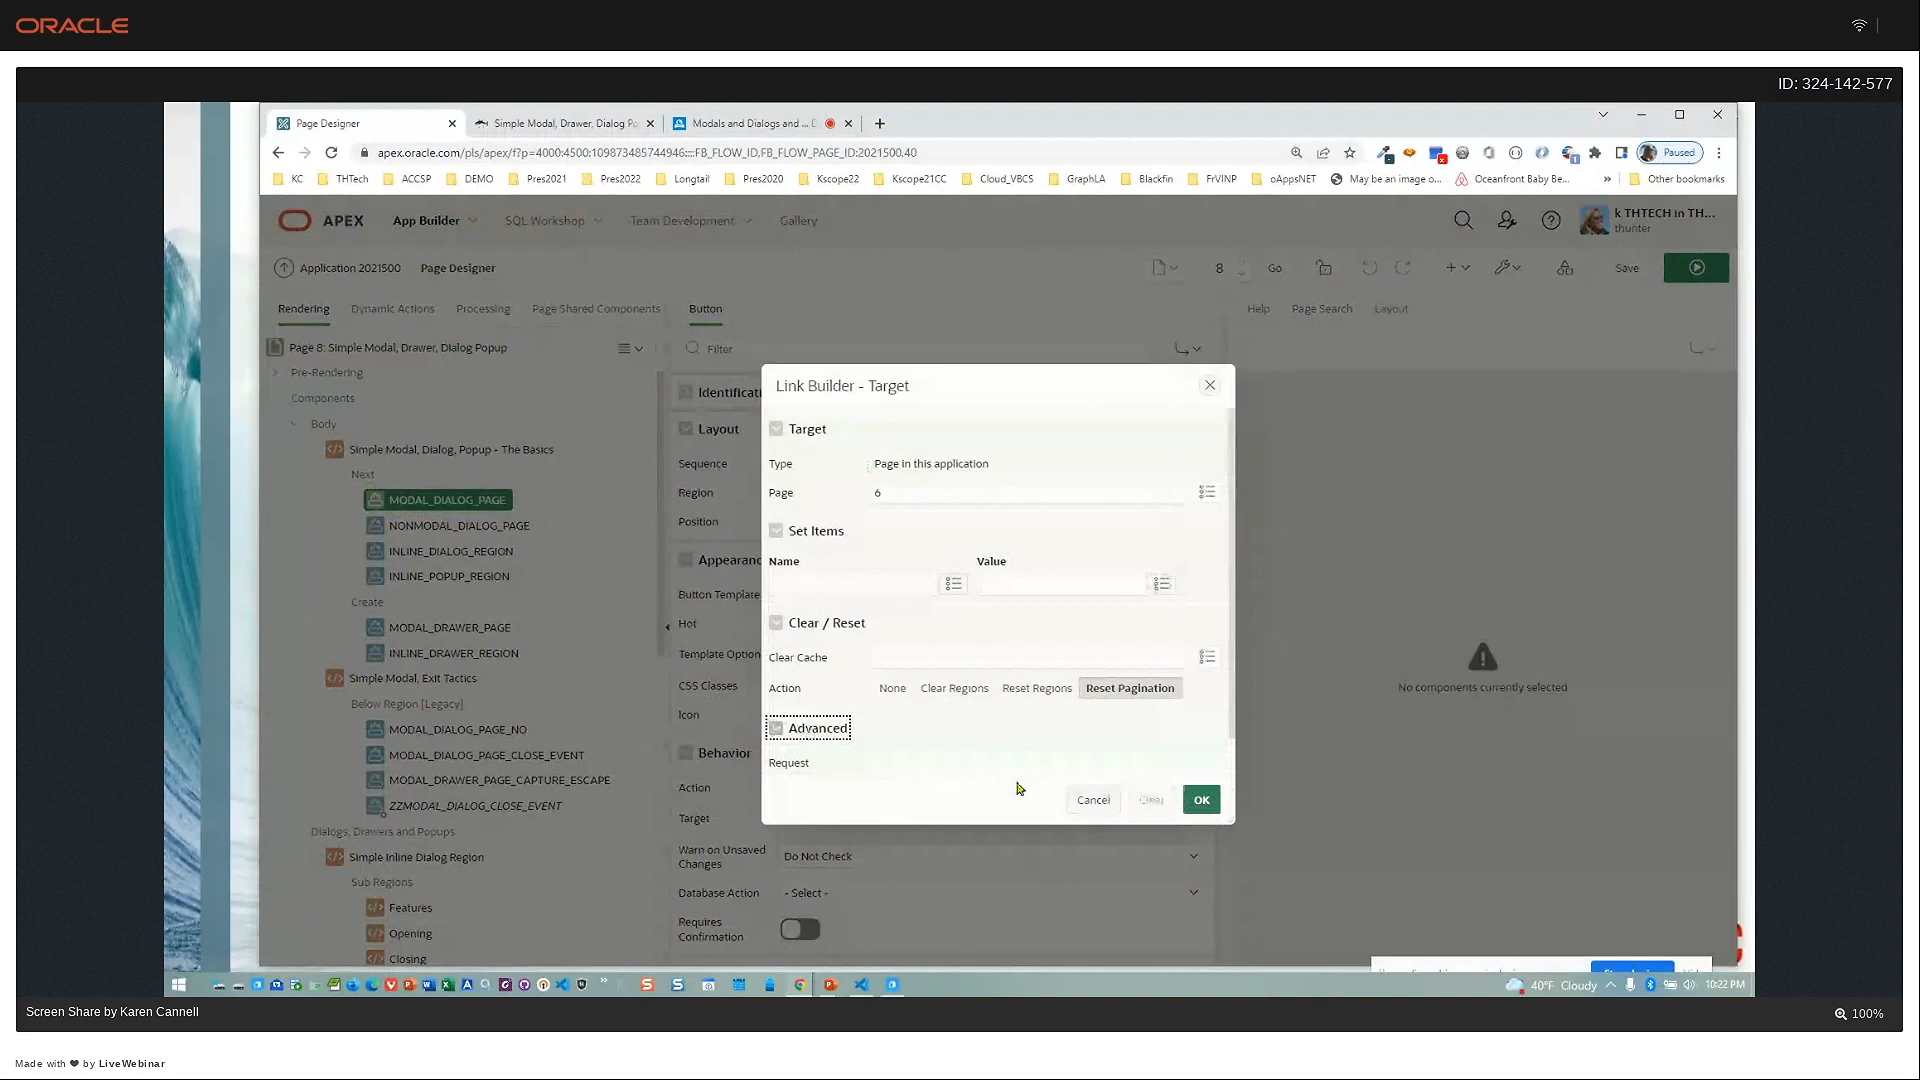 ORACLE
ID: 324-142-577
Page Designer
Simple Modal, Drawer, Dialog Po
Modals and Dialogs and ... D
apex.oracle.com/pls/apex/f?p=4000:4500:109873485744946::::FB_FLOW_ID,FB_FLOW_PAGE_ID:2021500,40
Paused
KC THTech ACCSP DEMO Pres2021 Pres2022 Longtail Pres2020 Kscope22 Kscope21CC Cloud_VBCS GraphLA Blackfin FrVINP oAppsNET May be an image o... Oceanfront Baby Be... » Other bookmarks
APEX App Builder SQL Workshop Team Development Gallery
k THTECH in TH...
thunter
Application 2021500 Page Designer 8 Go Save
Rendering Dynamic Actions Processing Page Shared Components Button Help Page Search Layout
Page 8: Simple Modal, Drawer, Dialog Popup
Filter
Pre-Rendering
Components
Body
Simple Modal, Dialog, Popup - The Basics
Next
MODAL_DIALOG_PAGE
NONMODAL_DIALOG_PAGE
INLINE_DIALOG_REGION
INLINE_POPUP_REGION
Create
MODAL_DRAWER_PAGE
INLINE_DRAWER_REGION
Simple Modal, Exit Tactics
Below Region [Legacy]
MODAL_DIALOG_PAGE_NO
MODAL_DIALOG_PAGE_CLOSE_EVENT
MODAL_DRAWER_PAGE_CAPTURE_ESCAPE
ZZMODAL_DIALOG_CLOSE_EVENT
Dialogs, Drawers and Popups
Simple Inline Dialog Region
Sub Regions
Features
Opening
Closing
Identificati
Layout
Sequence
Region
Position
Appearanc
Button Template
Hot
Template Option
CSS Classes
Icon
Behavior
Action
Target
Warn on Unsaved
Changes
Do Not Check
Database Action
- Select -
Requires
Confirmation
Link Builder - Target
Target
Type Page in this application
Page 6
Set Items
Name Value
Clear / Reset
Clear Cache
Action None Clear Regions Reset Regions Reset Pagination
Advanced
Request
Cancel Clear OK
No components currently selected
40°F Cloudy 10:22 PM
Screen Share by Karen Cannell
100%
Made with ❤ by LiveWebinar